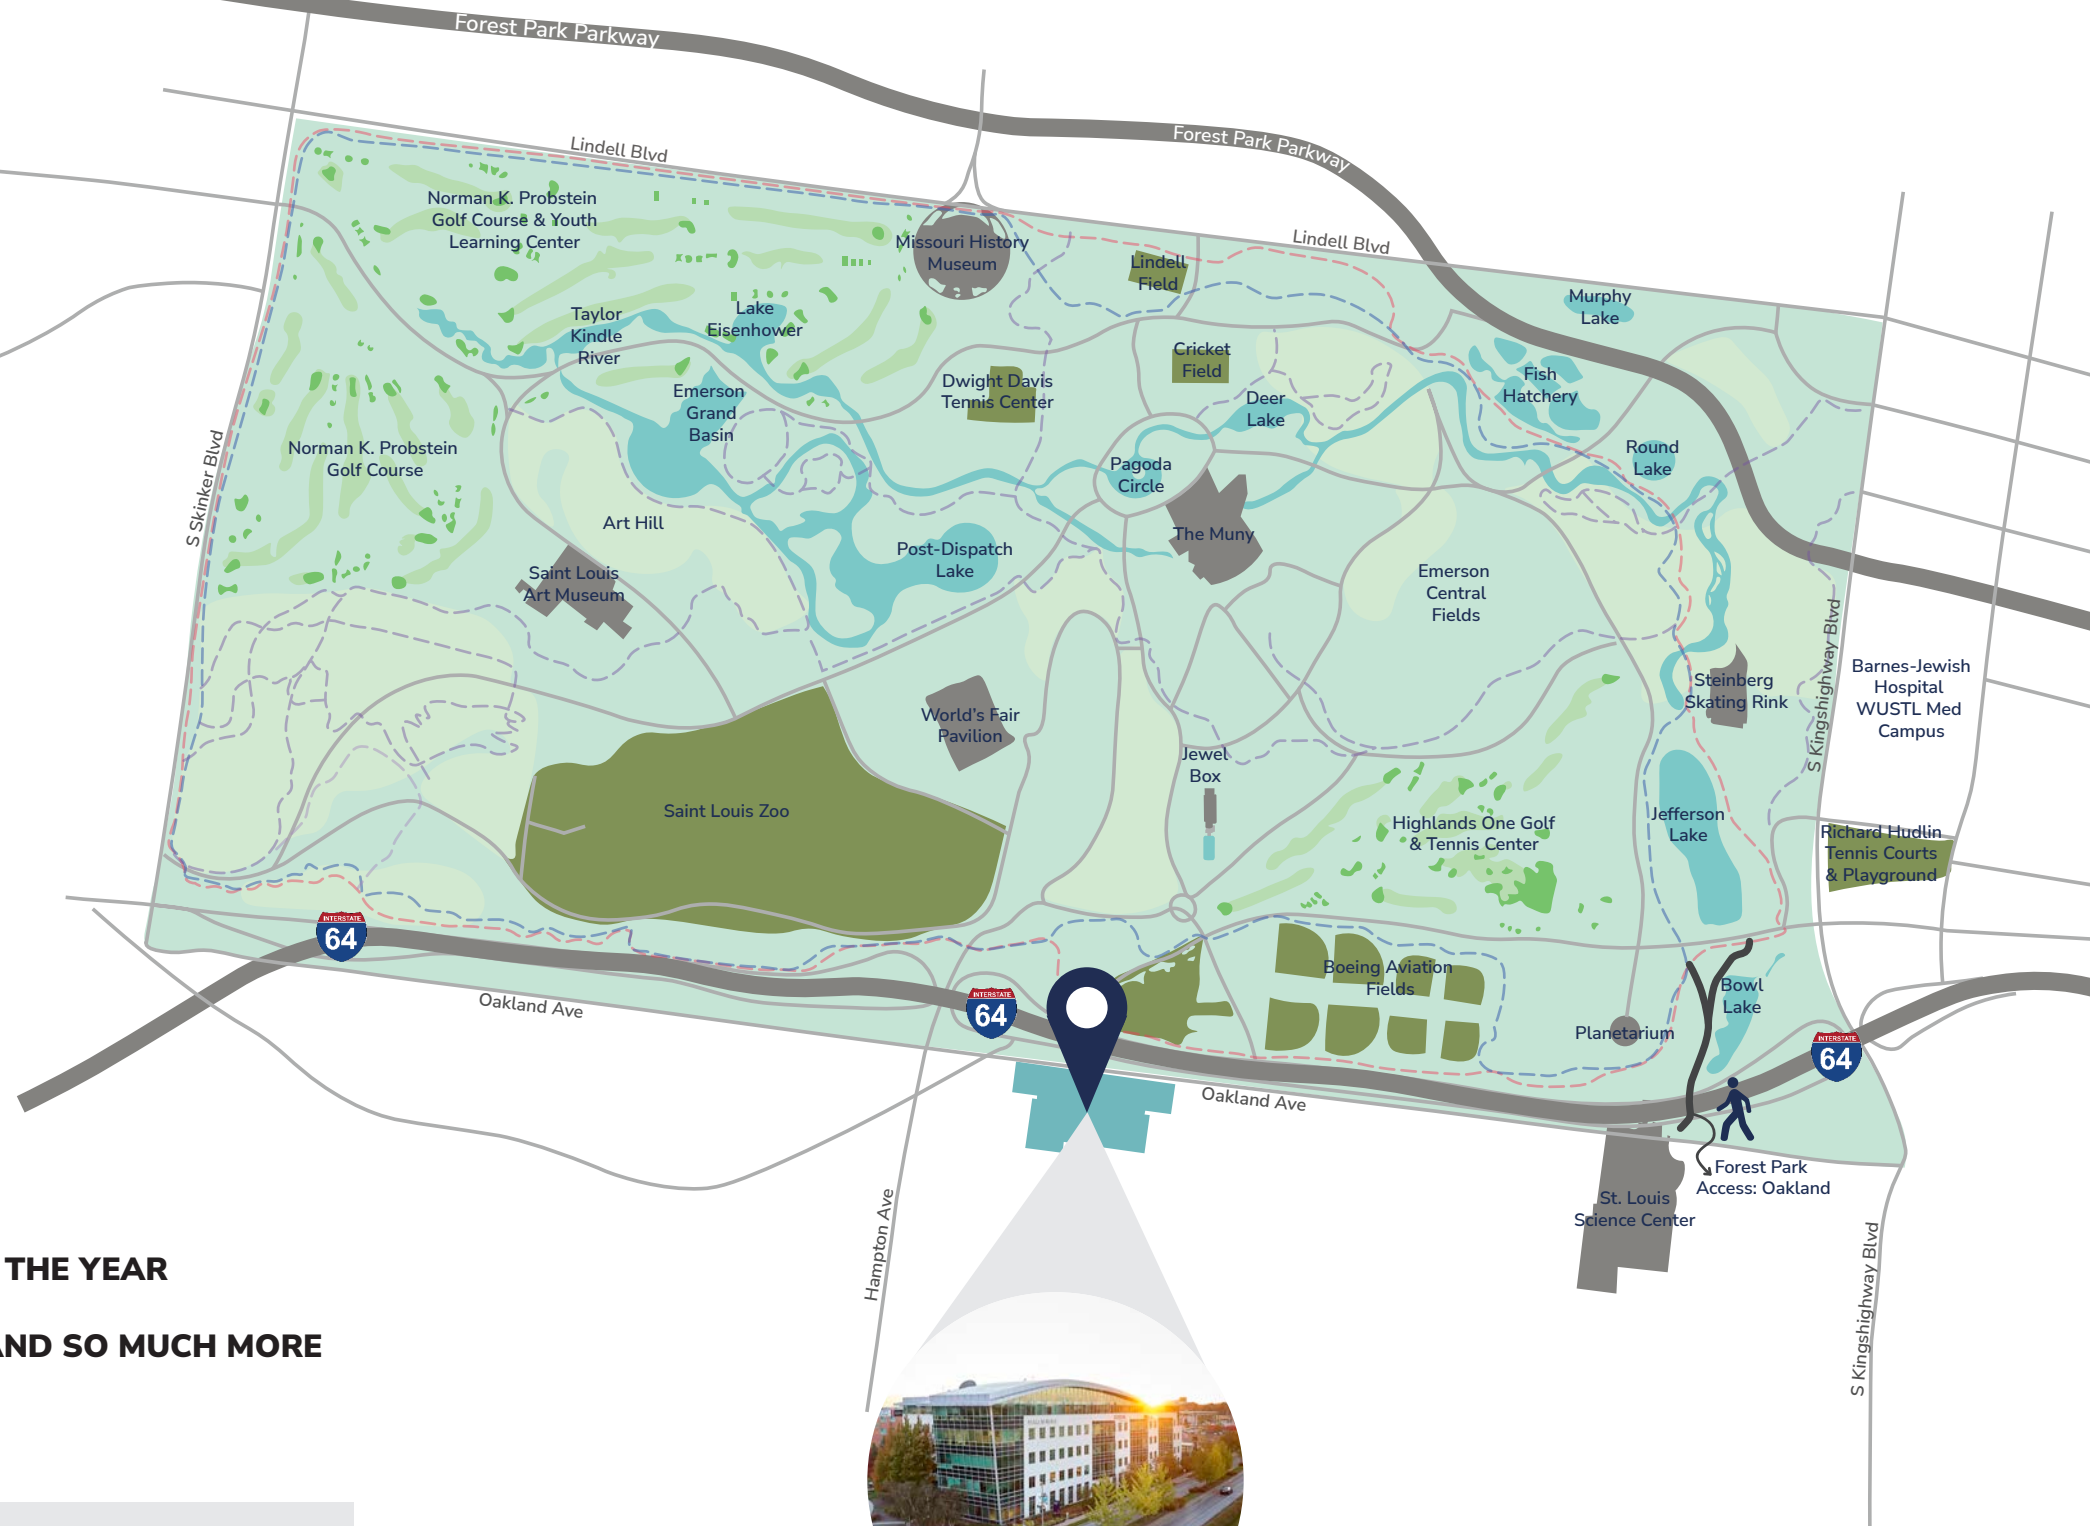 Forest Park Parkway
Lindell Blvd
Forest Park Parkway
Lindell Blvd
Norman K. Probstein
Golf Course & Youth
Learning Center
Missouri History
Museum
Lindell
Field
Murphy
Lake
Taylor
Kindle
River
Lake
Eisenhower
Cricket
Field
Dwight Davis
Tennis Center
Emerson
Grand
Basin
Deer
Lake
Fish
Hatchery
Norman K. Probstein
Golf Course
S Skinker Blvd
Pagoda
Circle
Round
Lake
Art Hill
The Muny
Post-Dispatch
Lake
Saint Louis
Art Museum
Emerson
Central
Fields
S Kingshighway Blvd
Barnes-Jewish
Hospital
WUSTL Med
Campus
Steinberg
Skating Rink
World's Fair
Pavilion
Jewel
Box
Saint Louis Zoo
Highlands One Golf
& Tennis Center
Jefferson
Lake
Richard Hudlin
Tennis Courts
& Playground
INTERSTATE
64
Boeing Aviation
Fields
Oakland Ave
INTERSTATE
64
Bowl
Lake
Planetarium
INTERSTATE
64
Oakland Ave
Forest Park
Access: Oakland
St. Louis
Science Center
Hampton Ave
S Kingshighway Blvd
THE YEAR
AND SO MUCH MORE